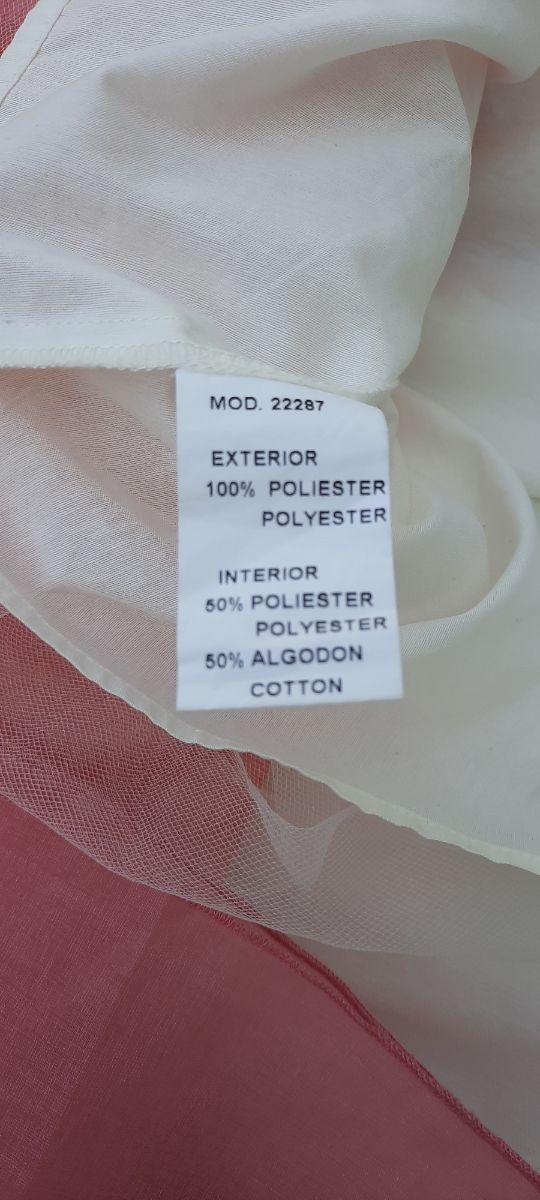 MOD. 22287
EXTERIOR
100% POLIESTER
POLYESTER
INTERIOR
50% POLIESTER
POLYESTER
50% ALGODON
COTTON